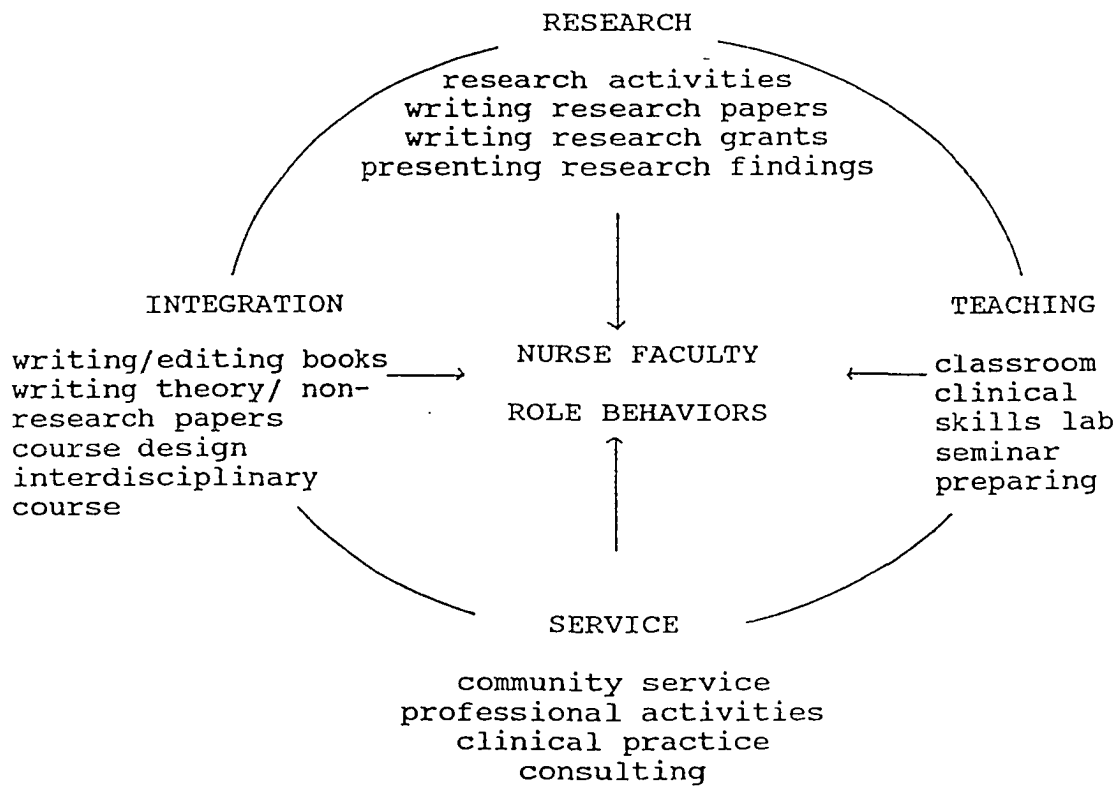 RESEARCH
research activities
writing research papers
writing research grants
presenting research findings
INTEGRATION
writing/editing books
writing theory/ non-
research papers
course design
interdisciplinary
course
NURSE FACULTY
ROLE BEHAVIORS
TEACHING
classroom
clinical
skills lab
seminar
preparing
SERVICE
community service
professional activities
clinical practice
consulting